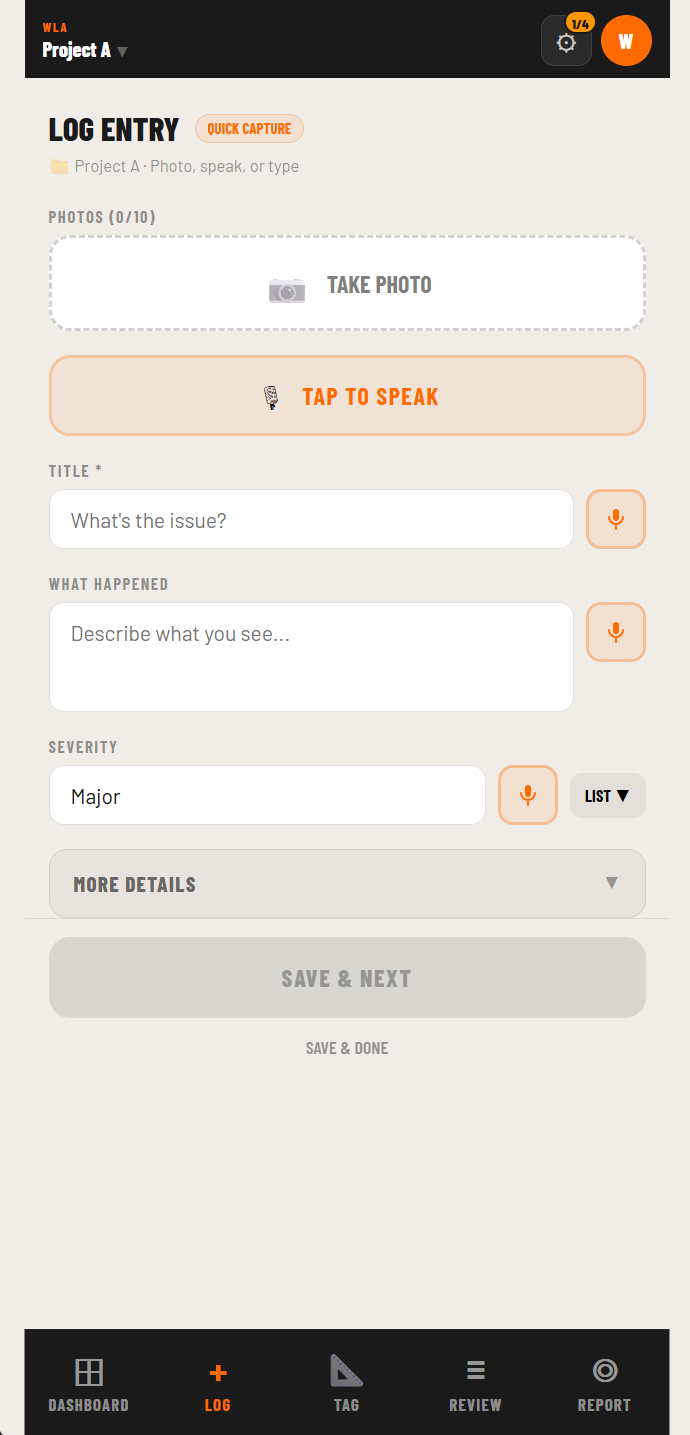 WLA
Project A ▼
1/4
W
LOG ENTRY
QUICK CAPTURE
Project A · Photo, speak, or type
PHOTOS (0/10)
TAKE PHOTO
TAP TO SPEAK
TITLE *
What's the issue?
WHAT HAPPENED
Describe what you see...
SEVERITY
Major
LIST ▼
MORE DETAILS ▼
SAVE & NEXT
SAVE & DONE
DASHBOARD
LOG
TAG
REVIEW
REPORT